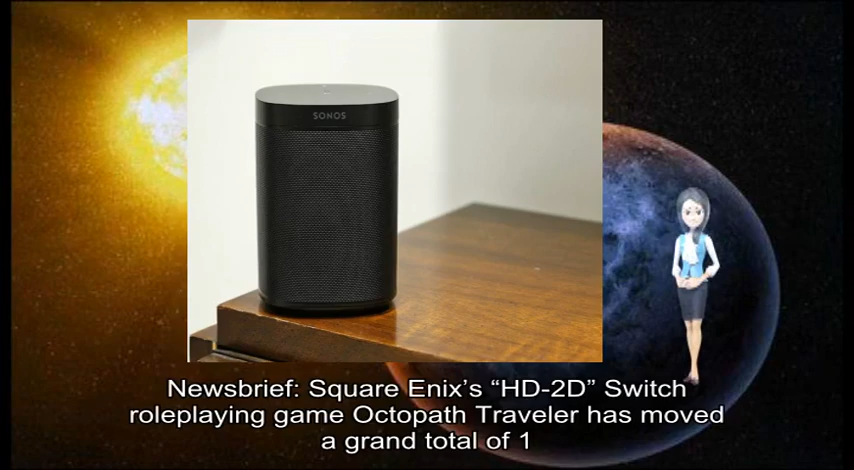 SONOS
Newsbrief: Square Enix’s “HD-2D” Switch
roleplaying game Octopath Traveler has moved
a grand total of 1